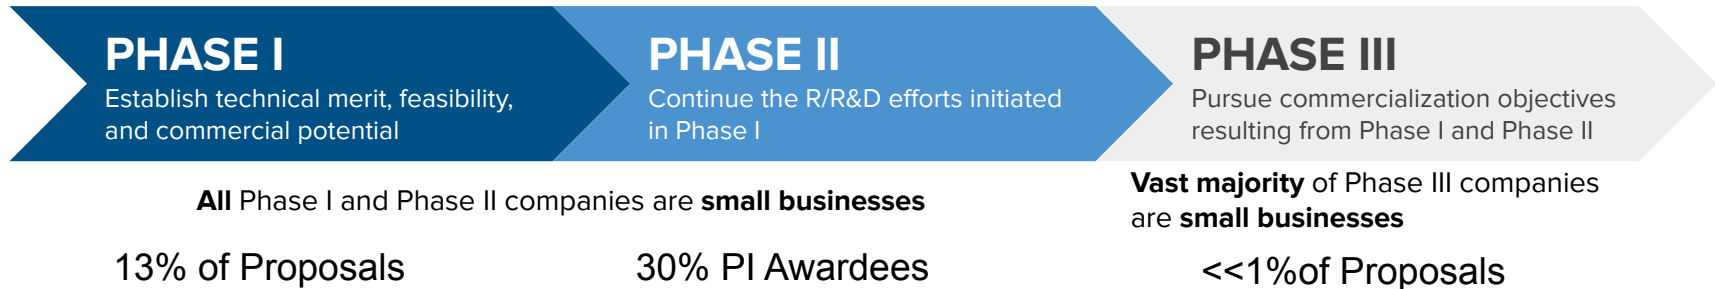 PHASE I
Establish technical merit, feasibility,
and commercial potential
PHASE II
Continue the R/R&D efforts initiated
in Phase I
PHASE III
Pursue commercialization objectives
resulting from Phase I and Phase II
All Phase I and Phase II companies are small businesses
Vast majority of Phase III companies
are small businesses
13% of Proposals
30% PI Awardees
<<1%of Proposals